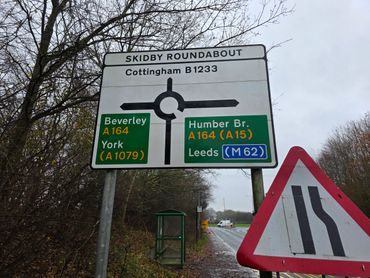 SKIDBY ROUNDABOUT
Cottingham B1233
Beverley
A164
York
(A1079)
Humber Br.
A164 (A15)
Leeds (M62)